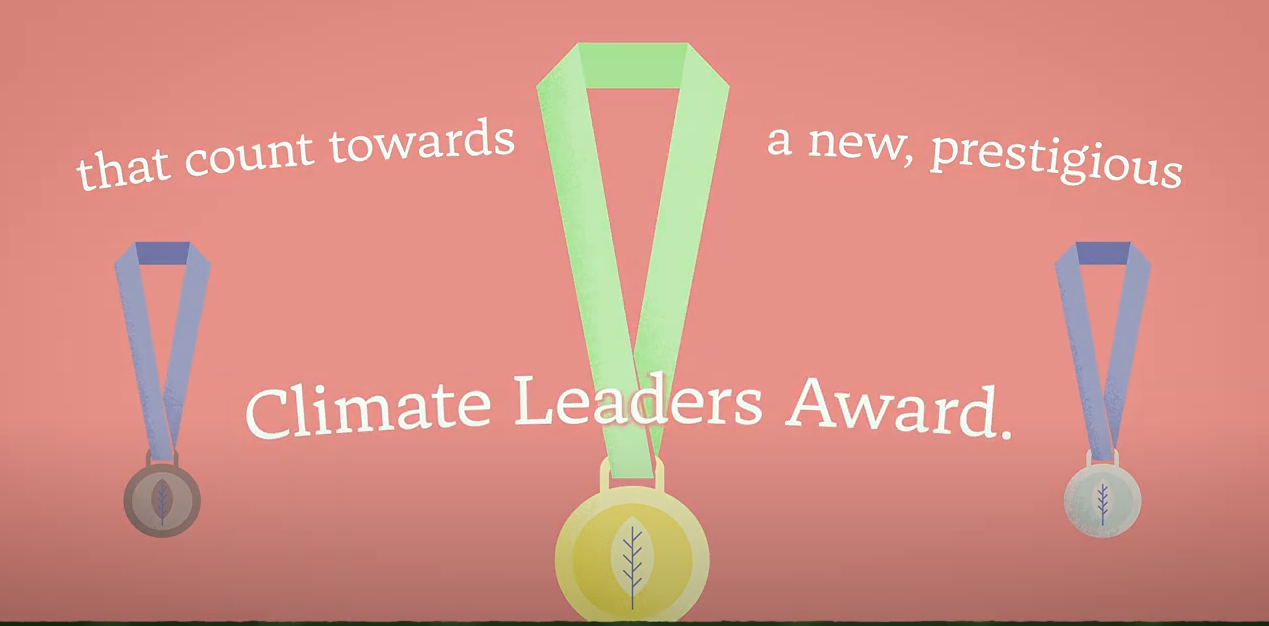 that count towards a new, prestigious
Climate Leaders Award.